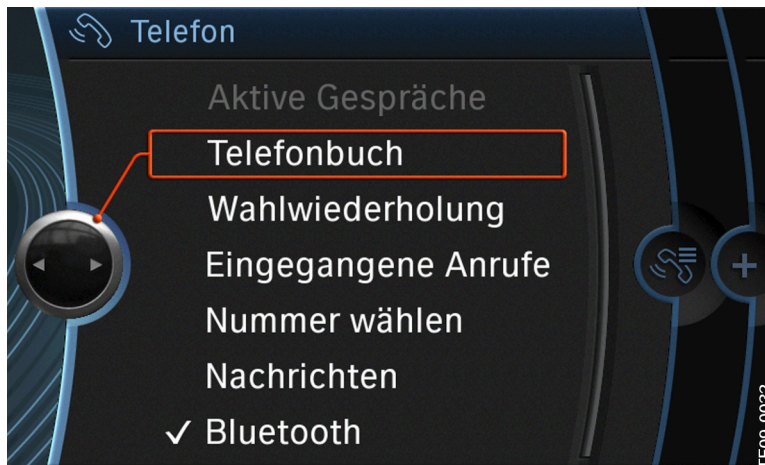 Telefon
Aktive Gespräche
Telefonbuch
Wahlwiederholung
Eingegangene Anrufe
Nummer wählen
Nachrichten
✓ Bluetooth